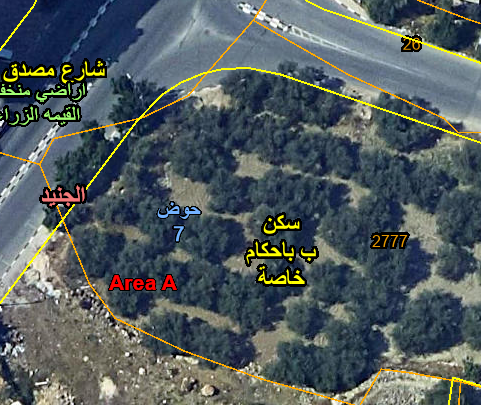 26
شارع مصدق
اراضي منخف
القيمه الزرا
الجنيد
حوض
7
سكن
ب باحكام
خاصة
2777
Area A